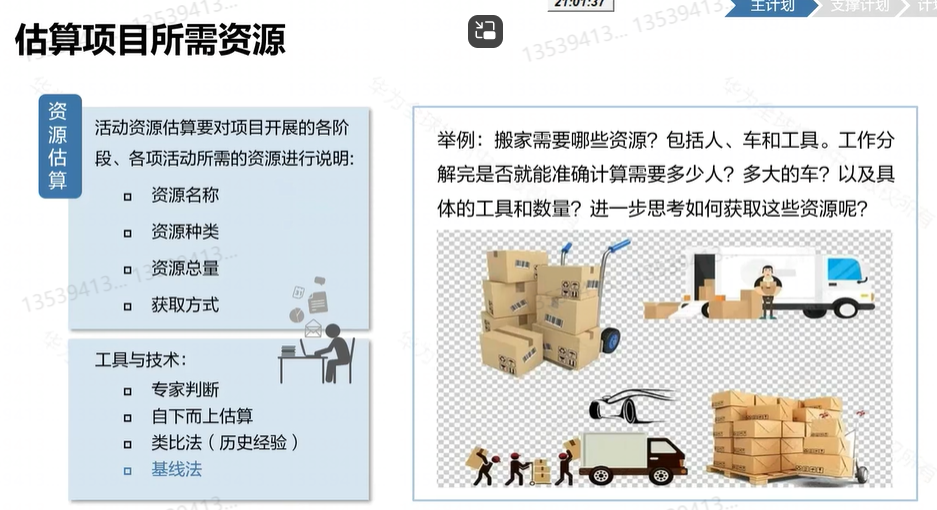 21:01:37
主计划
支撑计划
估算项目所需资源
资源估算
活动资源估算要对项目开展的各阶
段、各项活动所需的资源进行说明:
资源名称
资源种类
资源总量
获取方式
工具与技术:
专家判断
自下而上估算
类比法（历史经验）
基线法
举例：搬家需要哪些资源？包括人、车和工具。工作分
解完是否就能准确计算需要多少人？多大的车？以及具
体的工具和数量？进一步思考如何获取这些资源呢？
13539413...
13539413...
13539413...
13539413...